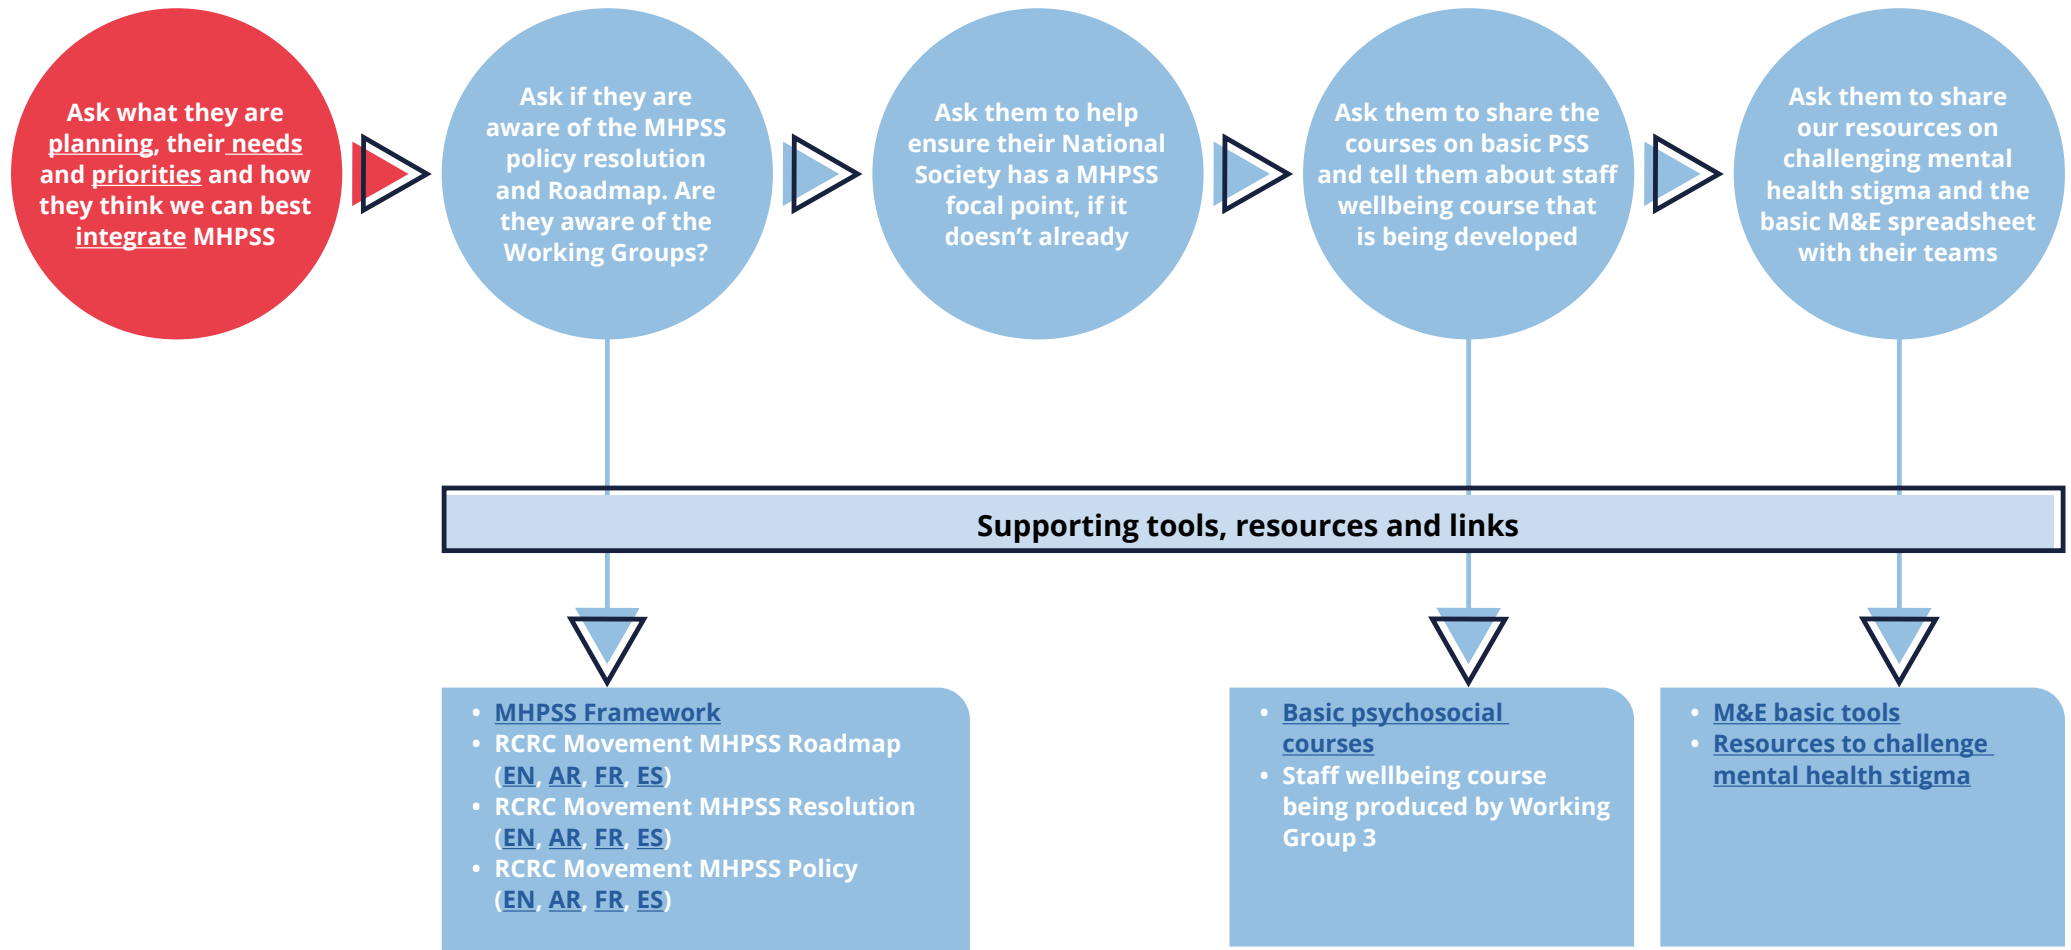 Ask what they are
planning, their needs
and priorities and how
they think we can best
integrate MHPSS
Ask if they are
aware of the MHPSS
policy resolution
and Roadmap. Are
they aware of the
Working Groups?
Ask them to help
ensure their National
Society has a MHPSS
focal point, if it
doesn’t already
Ask them to share the
courses on basic PSS
and tell them about staff
wellbeing course that
is being developed
Ask them to share
our resources on
challenging mental
health stigma and the
basic M&E spreadsheet
with their teams
Supporting tools, resources and links
• MHPSS Framework
• RCRC Movement MHPSS Roadmap
(EN, AR, FR, ES)
• RCRC Movement MHPSS Resolution
(EN, AR, FR, ES)
• RCRC Movement MHPSS Policy
(EN, AR, FR, ES)
• Basic psychosocial
courses
• Staff wellbeing course
being produced by Working
Group 3
• M&E basic tools
• Resources to challenge
mental health stigma